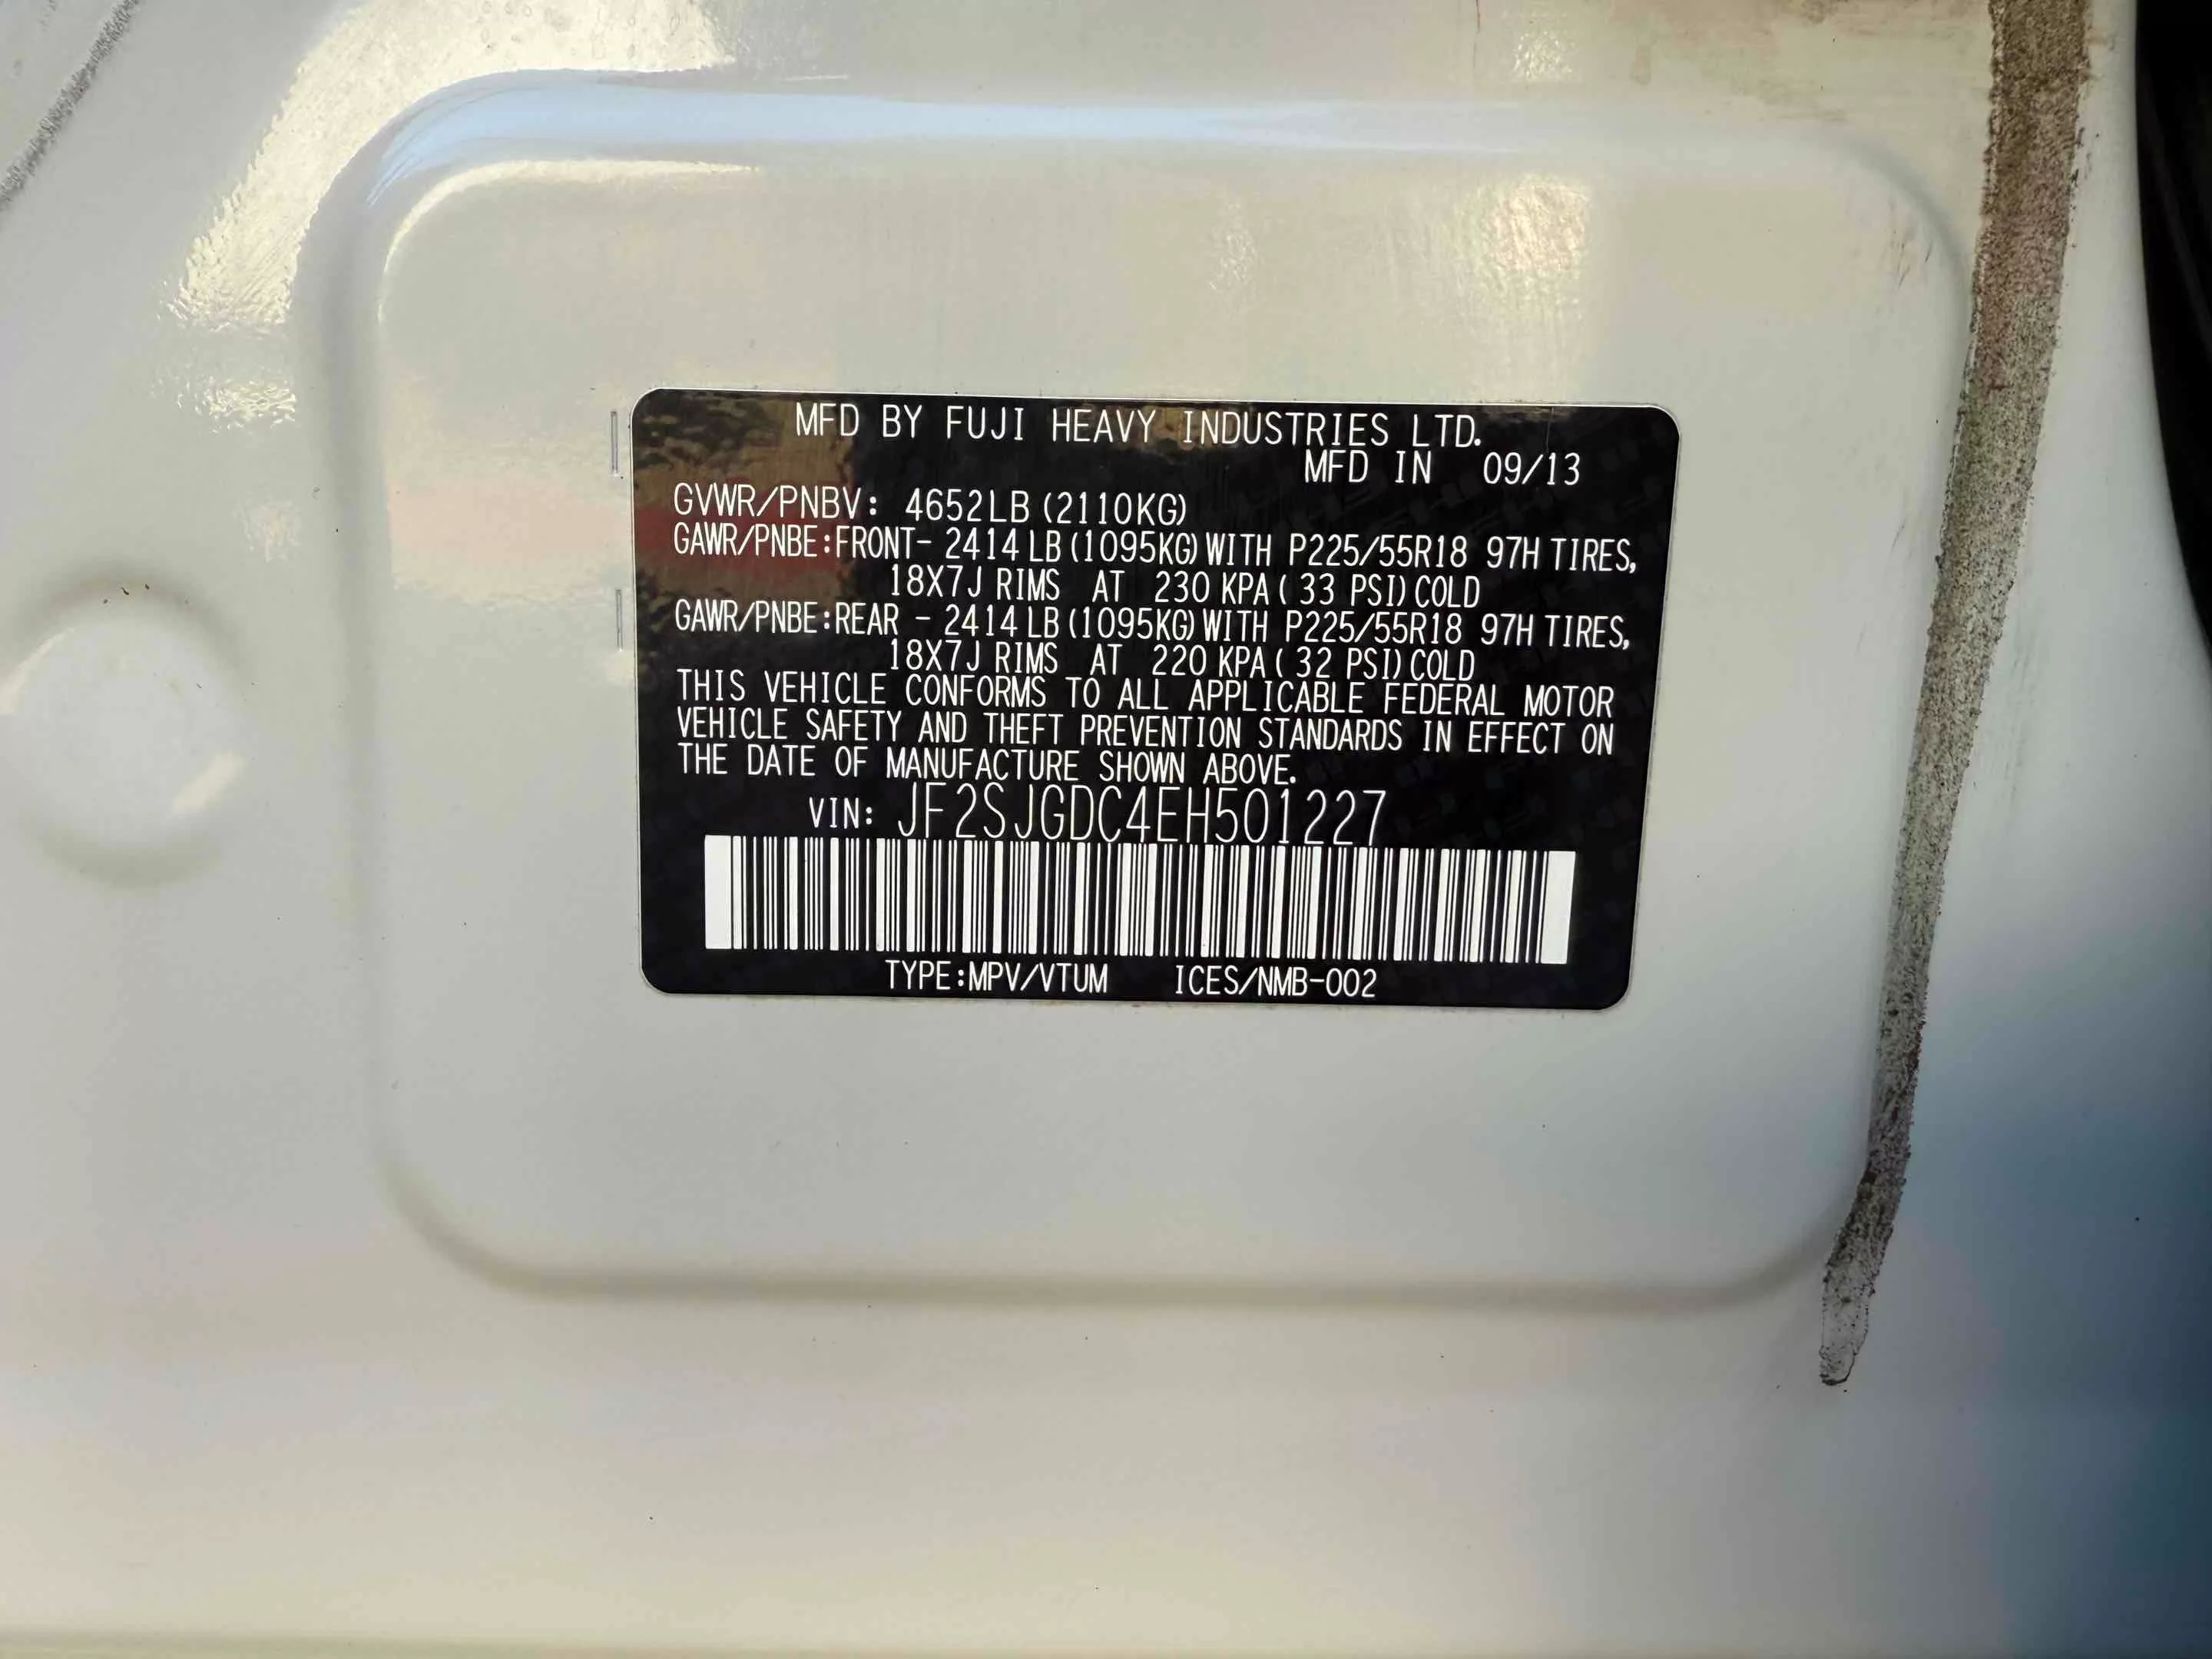 MFD BY FUJI HEAVY INDUSTRIES LTD.
MFD IN 09/13
GVWR/PNBV: 4652LB (2110KG)
GAWR/PNBE:FRONT- 2414 LB (1095KG) WITH P225/55R18 97H TIRES,
18X7J RIMS AT 230 KPA ( 33 PSI) COLD
GAWR/PNBE:REAR - 2414 LB (1095KG) WITH P225/55R18 97H TIRES,
18X7J RIMS AT 220 KPA ( 32 PSI) COLD
THIS VEHICLE CONFORMS TO ALL APPLICABLE FEDERAL MOTOR
VEHICLE SAFETY AND THEFT PREVENTION STANDARDS IN EFFECT ON
THE DATE OF MANUFACTURE SHOWN ABOVE.
VIN: JF2SJGDC4EH501227
TYPE:MPV/VTUM ICES/NMB-002